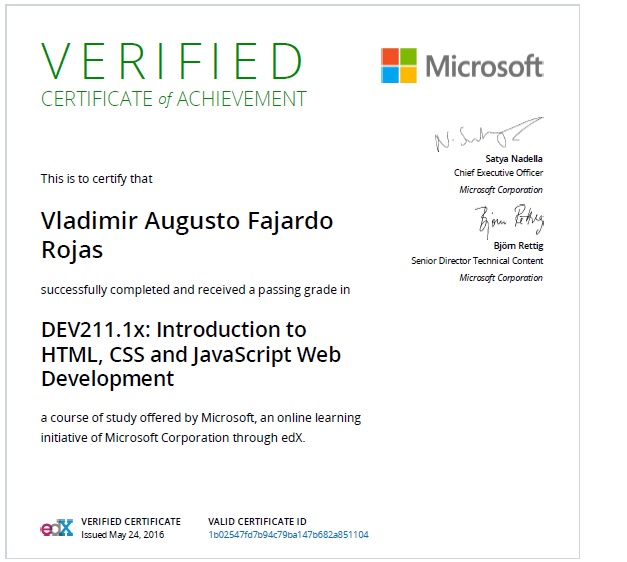 VERIFIED
CERTIFICATE of ACHIEVEMENT
Microsoft
Satya Nadella
Chief Executive Officer
Microsoft Corporation
Björn Rettig
Senior Director Technical Content
Microsoft Corporation
This is to certify that
Vladimir Augusto Fajardo
Rojas
successfully completed and received a passing grade in
DEV211.1x: Introduction to
HTML, CSS and JavaScript Web
Development
a course of study offered by Microsoft, an online learning
initiative of Microsoft Corporation through edX.
edX
VERIFIED CERTIFICATE
Issued May 24, 2016
VALID CERTIFICATE ID
1b02547fd7b94c79ba147b682a851104